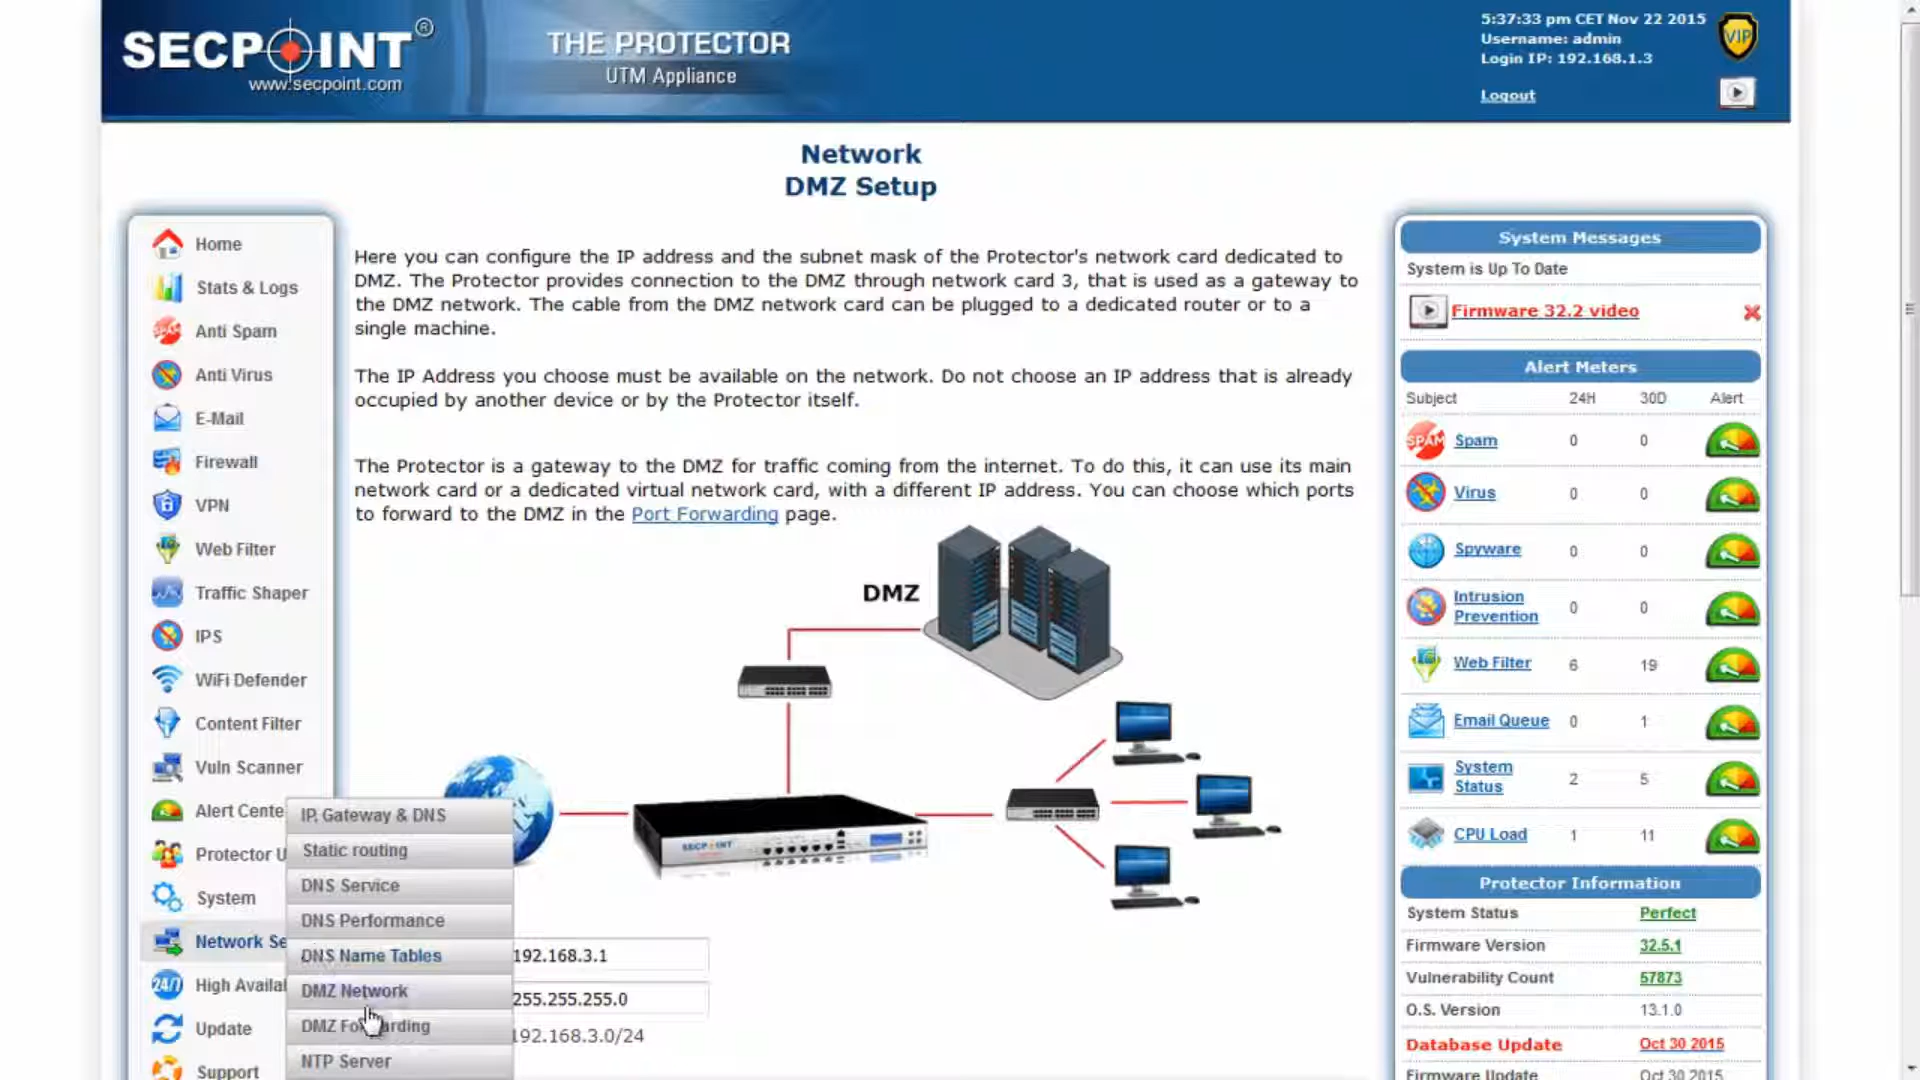 SECPOINT®
www.secpoint.com
THE PROTECTOR
UTM Appliance
5:37:33 pm CET Nov 22 2015
Username: admin
Login IP: 192.168.1.3
Logout
VIP
Network
DMZ Setup
Home
Stats & Logs
Anti Spam
Anti Virus
E-Mail
Firewall
VPN
Web Filter
Traffic Shaper
IPS
WiFi Defender
Content Filter
Vuln Scanner
Alert Cente
Protector U
System
Network Se
High Availal
Update
Support
IP, Gateway & DNS
Static routing
DNS Service
DNS Performance
DNS Name Tables
DMZ Network
DMZ Forwarding
NTP Server
Here you can configure the IP address and the subnet mask of the Protector's network card dedicated to
DMZ. The Protector provides connection to the DMZ through network card 3, that is used as a gateway to
the DMZ network. The cable from the DMZ network card can be plugged to a dedicated router or to a
single machine.
The IP Address you choose must be available on the network. Do not choose an IP address that is already
occupied by another device or by the Protector itself.
The Protector is a gateway to the DMZ for traffic coming from the internet. To do this, it can use its main
network card or a dedicated virtual network card, with a different IP address. You can choose which ports
to forward to the DMZ in the Port Forwarding page.
DMZ
SECPOINT
192.168.3.1
255.255.255.0
192.168.3.0/24
System Messages
System is Up To Date
Firmware 32.2 video
Alert Meters
Subject 24H 30D Alert
SPAM Spam 0 0
Virus 0 0
Spyware 0 0
Intrusion
Prevention 0 0
Web Filter 6 19
Email Queue 0 1
System
Status 2 5
CPU Load 1 11
Protector Information
System Status Perfect
Firmware Version 32.5.1
Vulnerability Count 57873
O.S. Version 13.1.0
Database Update Oct 30 2015
Firmware Update Oct 30 2015